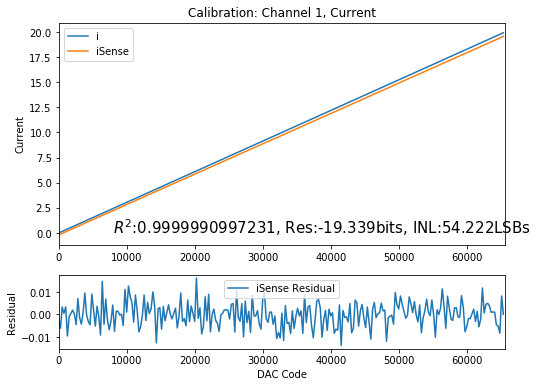 Calibration: Channel 1, Current
20.0
17.5
15.0
12.5
10.0
7.5
5.0
2.5
0.0
Current
i
iSense
R²:0.9999990997231, Res:-19.339bits, INL:54.222LSBs
0 10000 20000 30000 40000 50000 60000
0.01
0.00
−0.01
Residual
iSense Residual
0 10000 20000 30000 40000 50000 60000
DAC Code